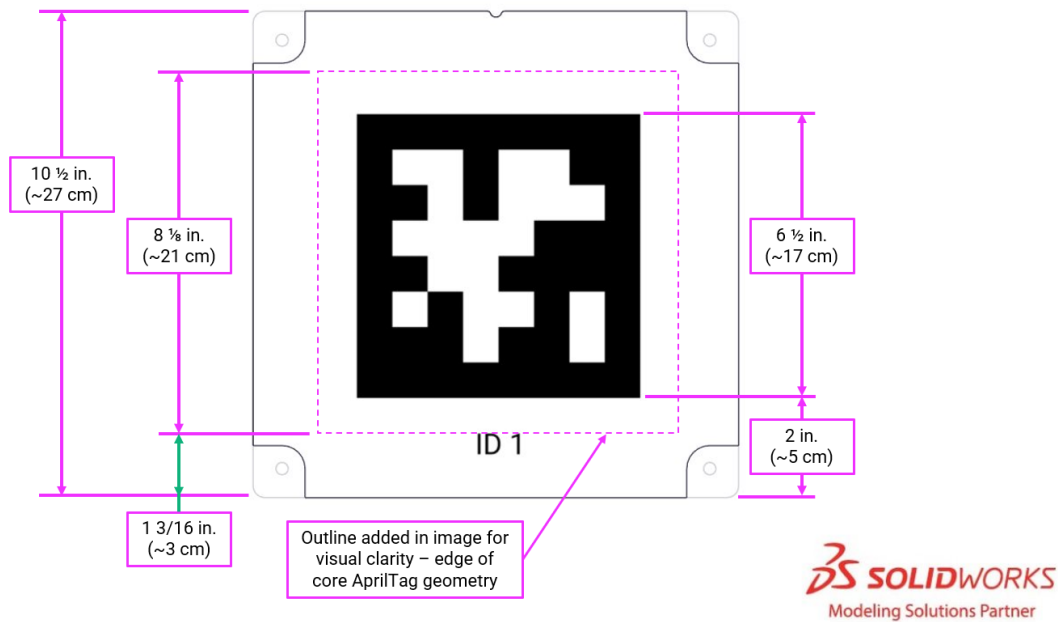 10 ½ in.
(~27 cm)
8 ⅛ in.
(~21 cm)
6 ½ in.
(~17 cm)
ID 1
2 in.
(~5 cm)
1 3/16 in.
(~3 cm)
Outline added in image for
visual clarity – edge of
core AprilTag geometry
SOLIDWORKS
Modeling Solutions Partner